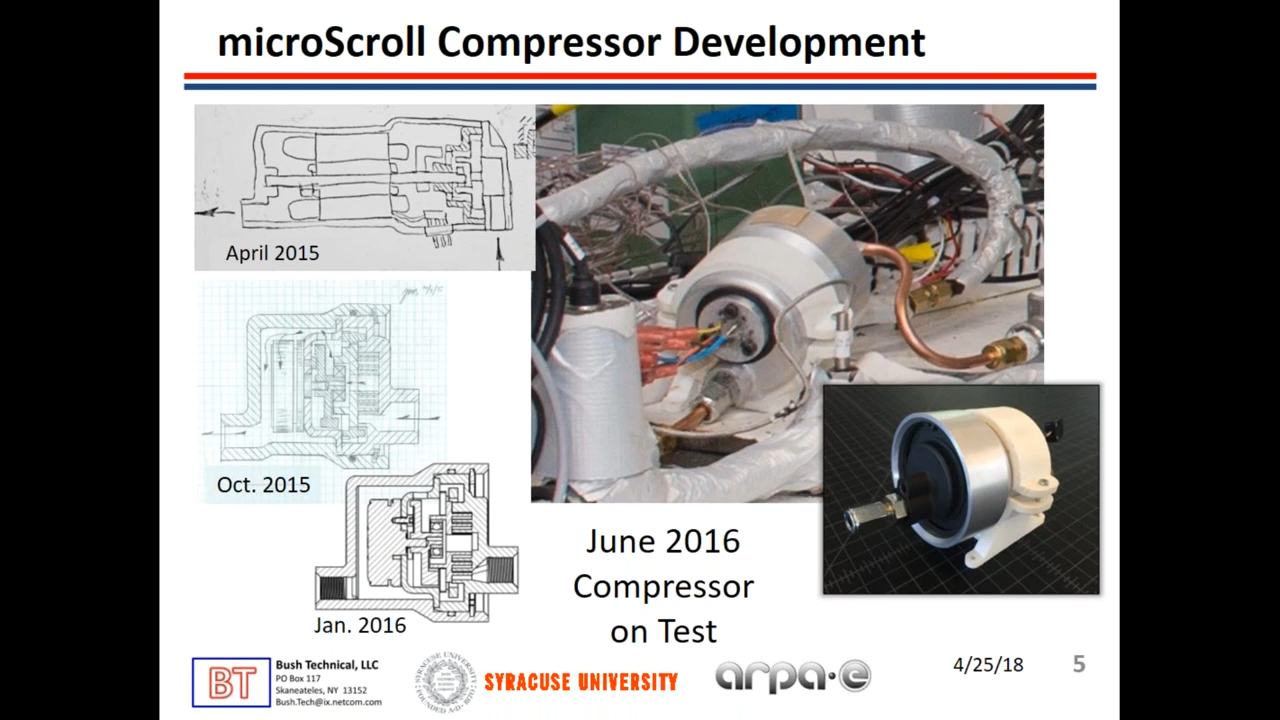 microScroll Compressor Development
April 2015
Oct. 2015
Jan. 2016
June 2016
Compressor
on Test
BT
Bush Technical, LLC
PO Box 117
Skaneateles, NY 13152
Bush.Tech@ix.netcom.com
SYRACUSE UNIVERSITY
arpa·e
4/25/18
5